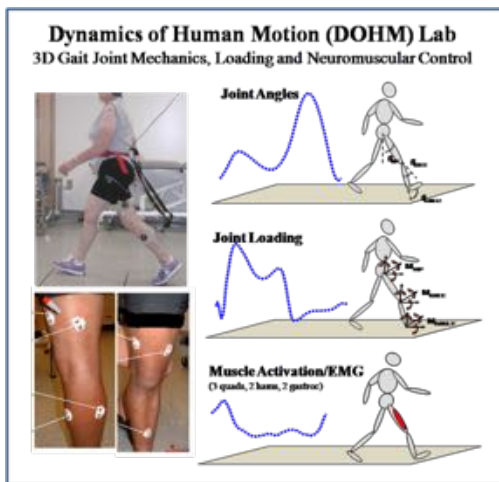 Dynamics of Human Motion (DOHM) Lab
3D Gait Joint Mechanics, Loading and Neuromuscular Control
Joint Angles
Joint Loading
Muscle Activation/EMG
(3 quads, 2 hams, 2 gastroc)